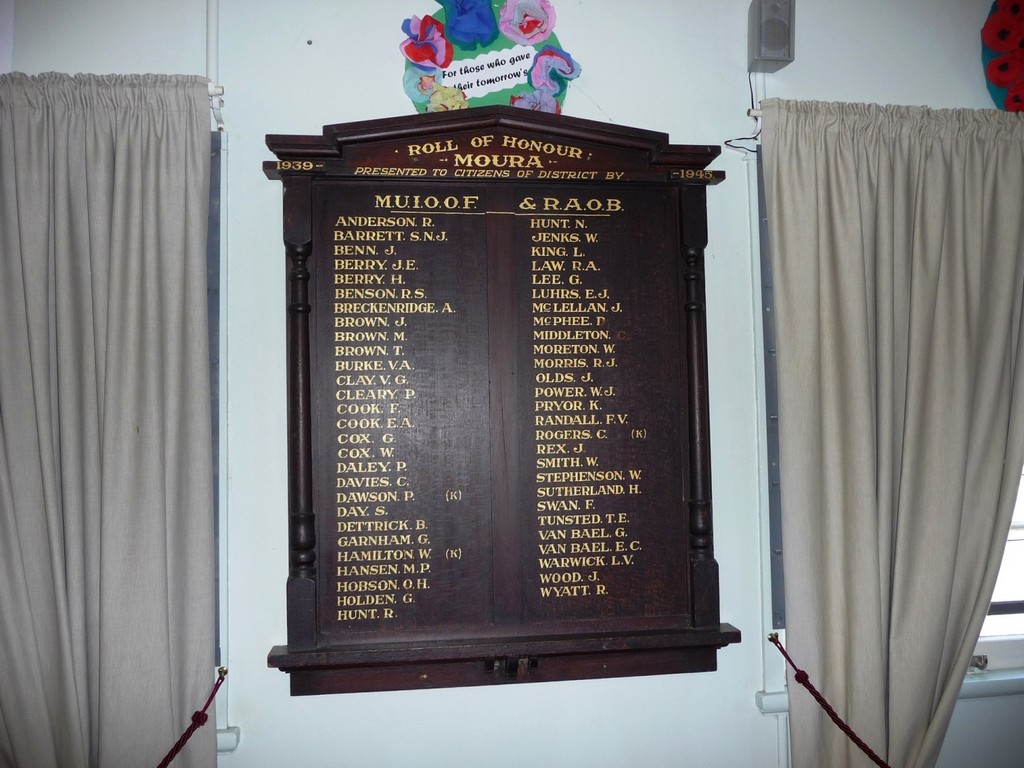 For those who gave
their tomorrow's
· ROLL OF HONOUR ·
1939- - MOURA - -1945
PRESENTED TO CITIZENS OF DISTRICT BY
M.U.I.O.O.F & R.A.O.B.
ANDERSON. R.
BARRETT. S.N.J.
BENN. J.
BERRY. J.E.
BERRY. H.
BENSON. R.S.
BRECKENRIDGE. A.
BROWN. J.
BROWN. M.
BROWN. T.
BURKE. V.A.
CLAY. V. G.
CLEARY. P.
COOK. F.
COOK. E.A.
COX. G.
COX. W.
DALEY. P.
DAVIES. C.
DAWSON. P. (K)
DAY. S.
DETTRICK. B.
GARNHAM. G.
HAMILTON. W. (K)
HANSEN. M.P.
HOBSON. O.H.
HOLDEN. G.
HUNT. R.
HUNT. N.
JENKS. W.
KING. L.
LAW. R.A.
LEE. G.
LUHRS. E.J.
McLELLAN. J.
McPHEE.
MIDDLETON.
MORETON. W.
MORRIS. R.J.
OLDS. J.
POWER. W.J.
PRYOR. K.
RANDALL. F.V.
ROGERS. C. (K)
REX. J.
SMITH. W.
STEPHENSON. W.
SUTHERLAND. H.
SWAN. F.
TUNSTED. T.E.
VAN BAEL. G.
VAN BAEL. E.C.
WARWICK. L.V.
WOOD. J.
WYATT. R.